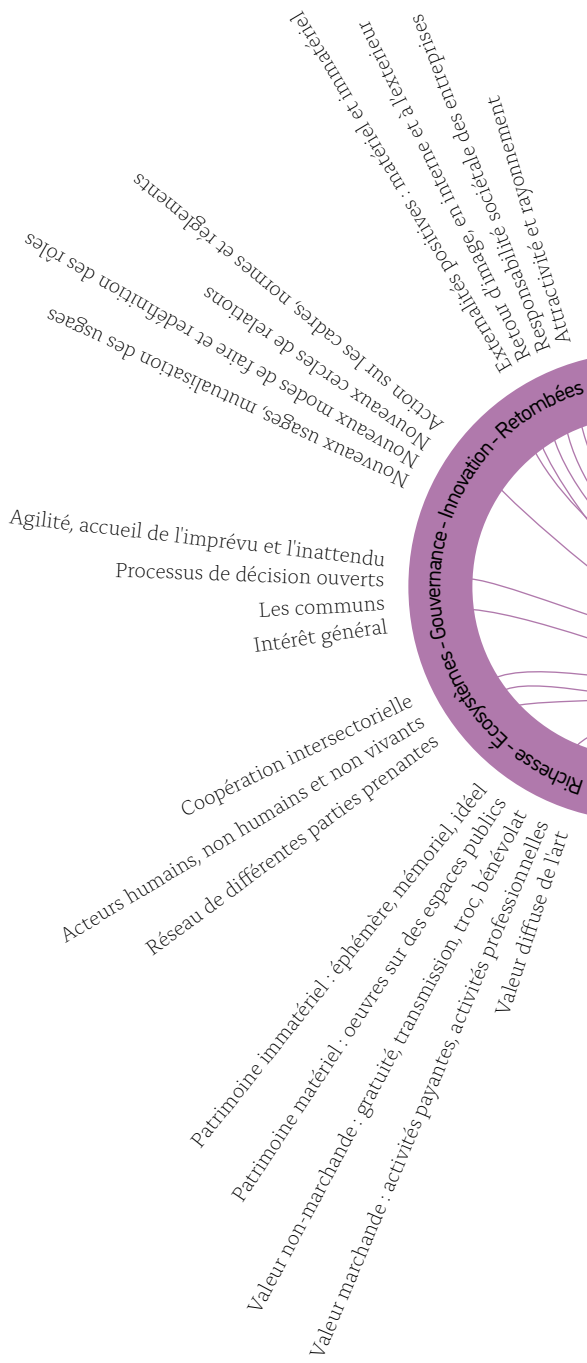 Externalités positives : matériel et immatériel
Retour d'image, en interne et à l'exterieur
Responsabilité sociétale des entreprises
Attractivité et rayonnement
Action sur les cadres, normes et réglements
Nouveaux cercles de relations
Nouveaux modes de faire et redéfinition des rôles
Nouveaux usages, mutualisation des usgaes
Agilité, accueil de l'imprévu et l'inattendu
Processus de décision ouverts
Les communs
Intérêt général
Coopération intersectorielle
Acteurs humains, non humains et non vivants
Réseau de différentes parties prenantes
Patrimoine immatériel : éphémère, mémoriel, idéel
Patrimoine matériel : oeuvres sur des espaces publics
Valeur non-marchande : gratuité, transmission, troc, bénévolat
Valeur marchande : activités payantes, activités professionnelles
Valeur diffuse de l'art
Richesse - Écosystèmes - Gouvernance - Innovation - Retombées